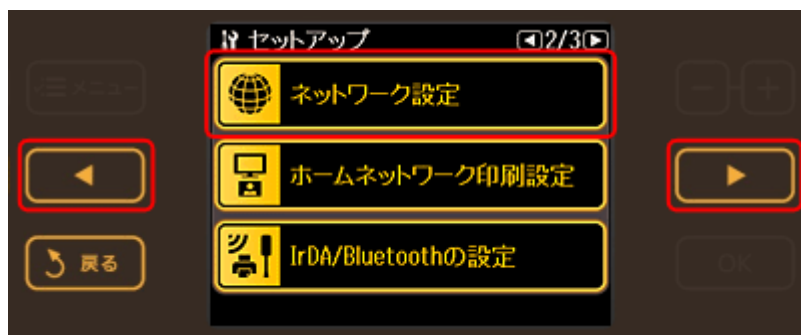 セットアップ
2/3
メニュー
ネットワーク設定
ホームネットワーク印刷設定
戻る
IrDA/Bluetoothの設定
OK